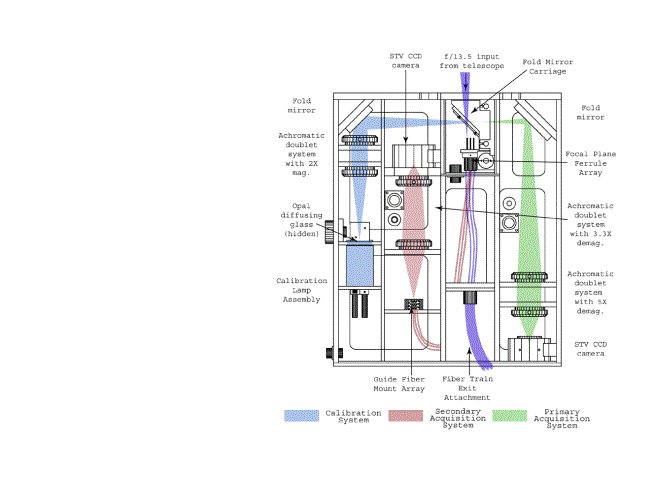 STV CCD
camera
f/13.5 input
from telescope
Fold Mirror
Carriage
Fold
mirror
Fold
mirror
Achromatic
doublet
system
with 2X
mag.
Focal Plane
Ferrule
Array
Opal
diffusing
glass
(hidden)
Achromatic
doublet
system
with 3.3X
demag.
Calibration
Lamp
Assembly
Achromatic
doublet
system
with 5X
demag.
STV CCD
camera
Guide Fiber
Mount Array
Fiber Train
Exit
Attachment
Calibration
System
Secondary
Acquisition
System
Primary
Acquisition
System